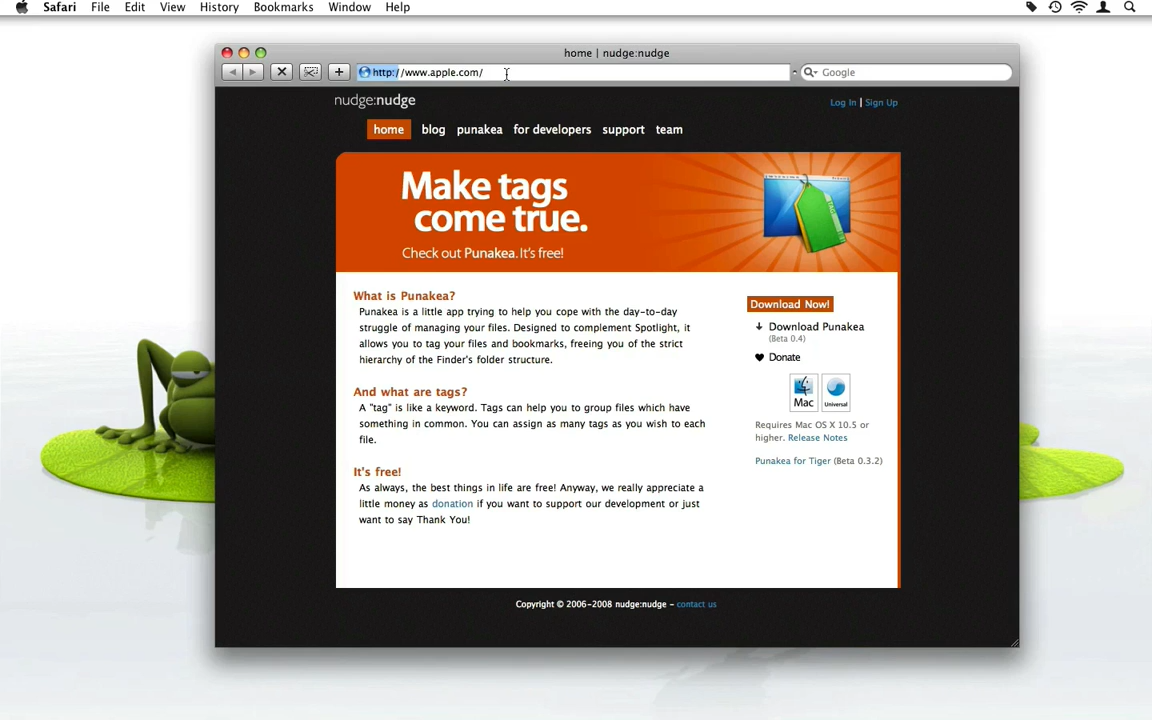 Safari File Edit View History Bookmarks Window Help
home | nudge:nudge
http://www.apple.com/
Google
nudge:nudge
Log In | Sign Up
home blog punakea for developers support team
Make tags
come true.
Check out Punakea. It's free!
TAGS
What is Punakea?
Punakea is a little app trying to help you cope with the day-to-day
struggle of managing your files. Designed to complement Spotlight, it
allows you to tag your files and bookmarks, freeing you of the strict
hierarchy of the Finder's folder structure.
And what are tags?
A "tag" is like a keyword. Tags can help you to group files which have
something in common. You can assign as many tags as you wish to each
file.
It's free!
As always, the best things in life are free! Anyway, we really appreciate a
little money as donation if you want to support our development or just
want to say Thank You!
Download Now!
Download Punakea
(Beta 0.4)
Donate
Mac
Universal
Requires Mac OS X 10.5 or
higher. Release Notes
Punakea for Tiger (Beta 0.3.2)
Copyright © 2006-2008 nudge:nudge – contact us